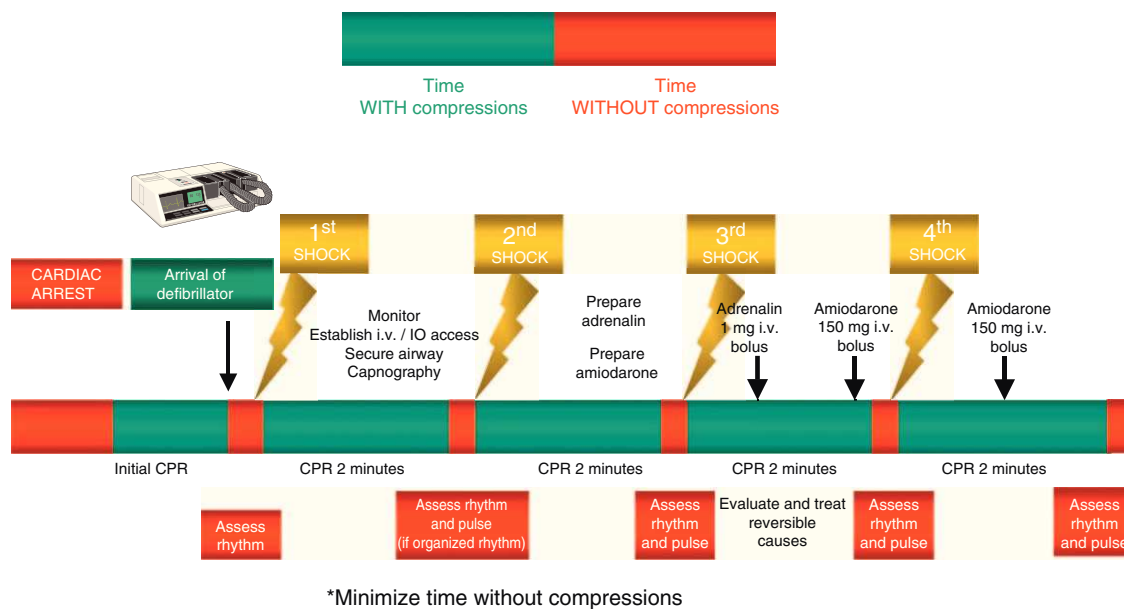 Time
WITH compressions
Time
WITHOUT compressions
1st
SHOCK
2nd
SHOCK
3rd
SHOCK
4th
SHOCK
CARDIAC
ARREST
Arrival of
defibrillator
Monitor
Establish i.v. / IO access
Secure airway
Capnography
Prepare
adrenalin
Prepare
amiodarone
Adrenalin
1 mg i.v.
bolus
Amiodarone
150 mg i.v.
bolus
Amiodarone
150 mg i.v.
bolus
Initial CPR
CPR 2 minutes
CPR 2 minutes
CPR 2 minutes
CPR 2 minutes
Assess
rhythm
Assess rhythm
and pulse
(if organized rhythm)
Assess
rhythm
and pulse
Evaluate and treat
reversible
causes
Assess
rhythm
and pulse
Assess
rhythm
and pulse
*Minimize time without compressions